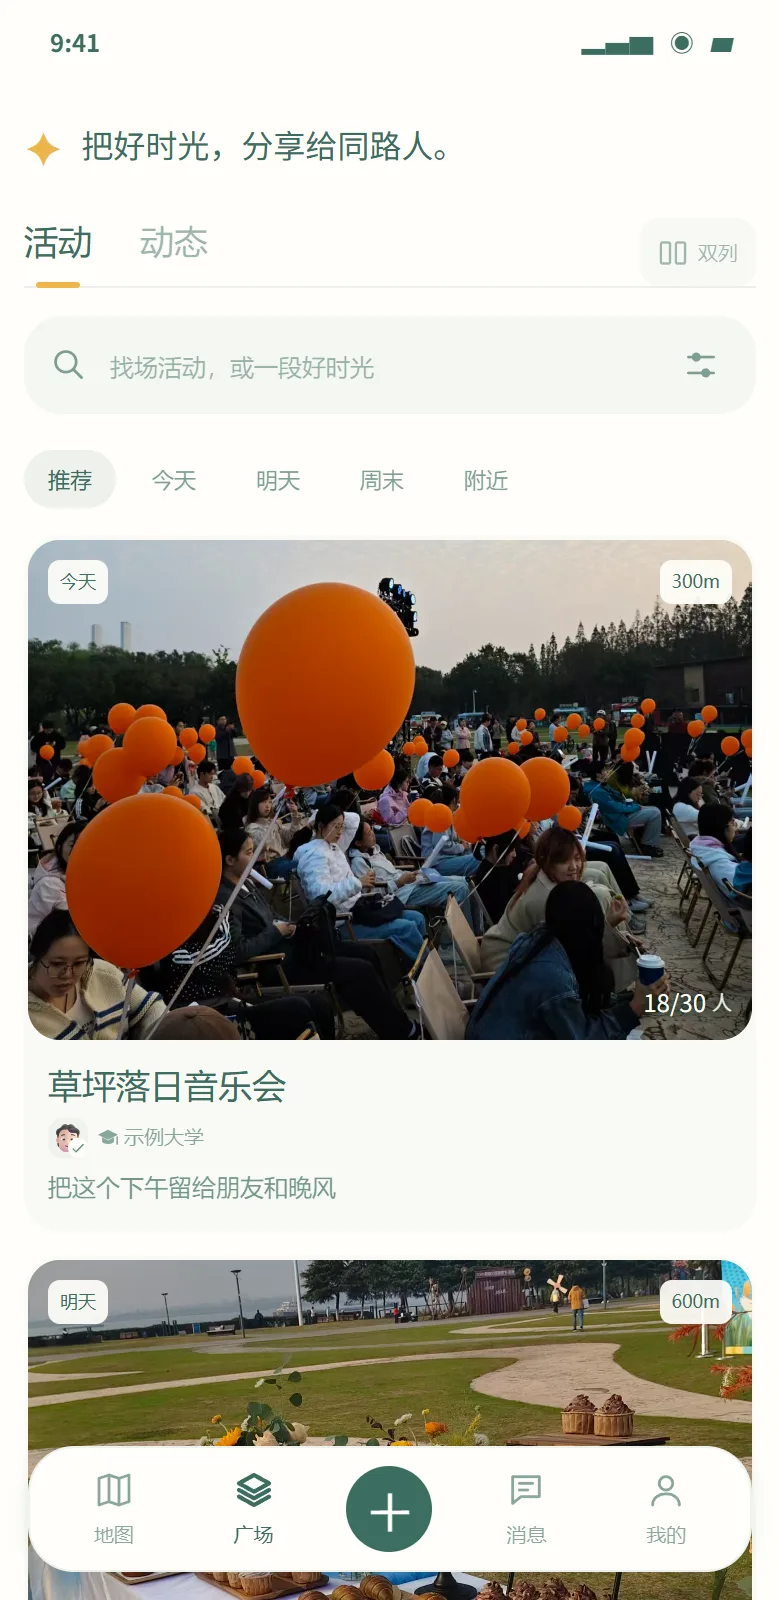 9:41
把好时光，分享给同路人。
活动 动态 双列
找场活动，或一段好时光
推荐 今天 明天 周末 附近
今天 300m
18/30 人
草坪落日音乐会
示例大学
把这个下午留给朋友和晚风
明天 600m
地图 广场 消息 我的